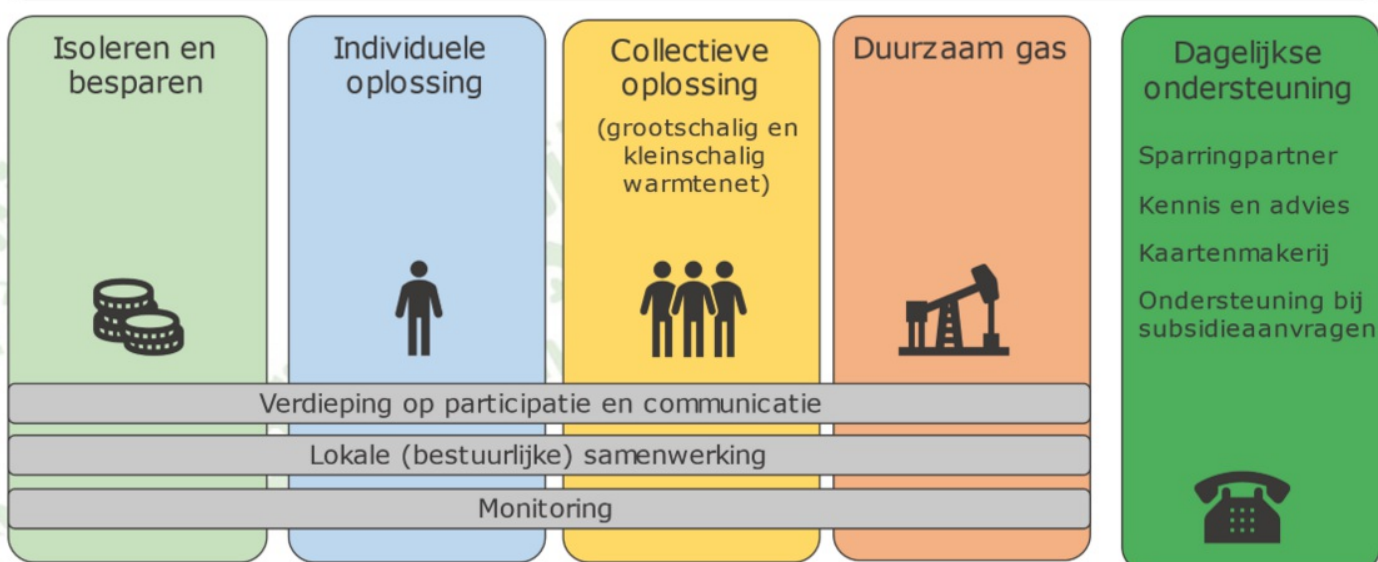 Isoleren en
besparen
Individuele
oplossing
Collectieve
oplossing
(grootschalig en
kleinschalig
warmtenet)
Duurzaam gas
Dagelijkse
ondersteuning
Sparringpartner
Kennis en advies
Kaartenmakerij
Ondersteuning bij
subsidieaanvragen
Verdieping op participatie en communicatie
Lokale (bestuurlijke) samenwerking
Monitoring